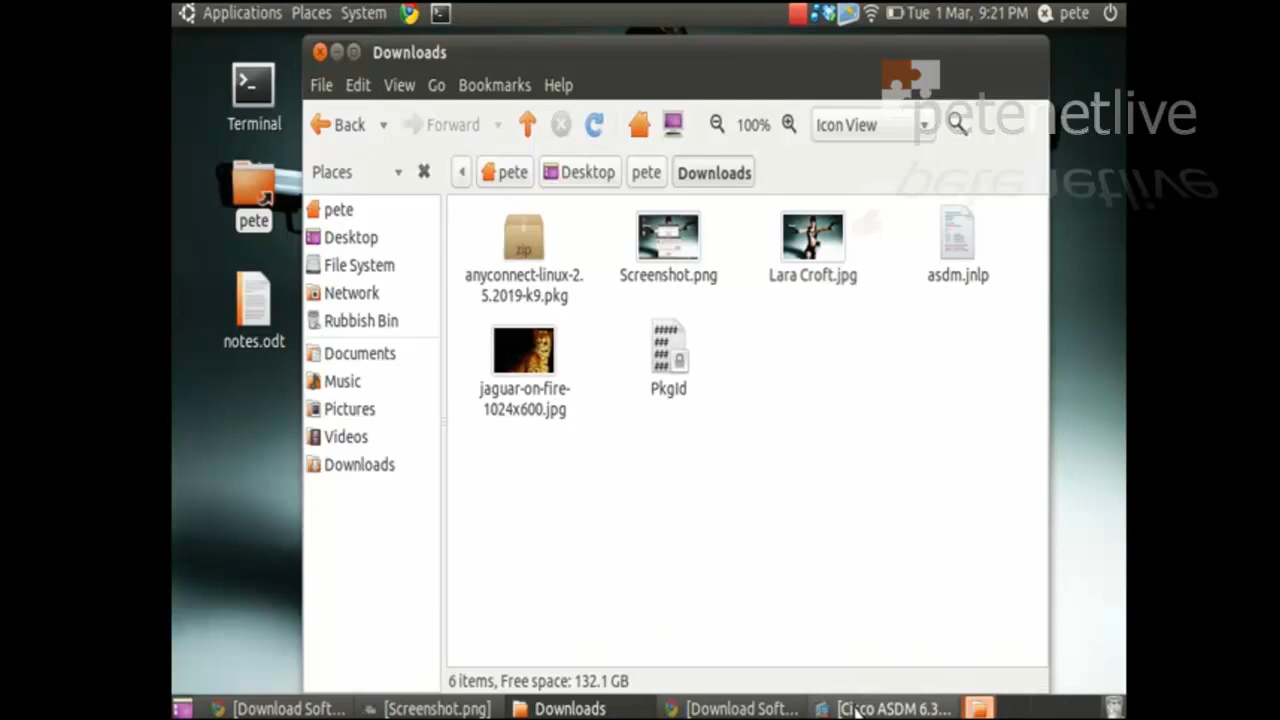 Applications Places System
Tue 1 Mar, 9:21 PM pete
Downloads
File Edit View Go Bookmarks Help
petenetlive
Back Forward 100% Icon View
Places pete Desktop pete Downloads
Terminal
pete
notes.odt
pete
Desktop
File System
Network
Rubbish Bin
Documents
Music
Pictures
Videos
Downloads
zip
anyconnect-linux-2.
5.2019-k9.pkg
Screenshot.png
Lara Croft.jpg
asdm.jnlp
jaguar-on-fire-
1024x600.jpg
#####
###
###
###
PkgId
6 items, Free space: 132.1 GB
[Download Soft... [Screenshot.png] Downloads [Download Soft... [Cisco ASDM 6.3...